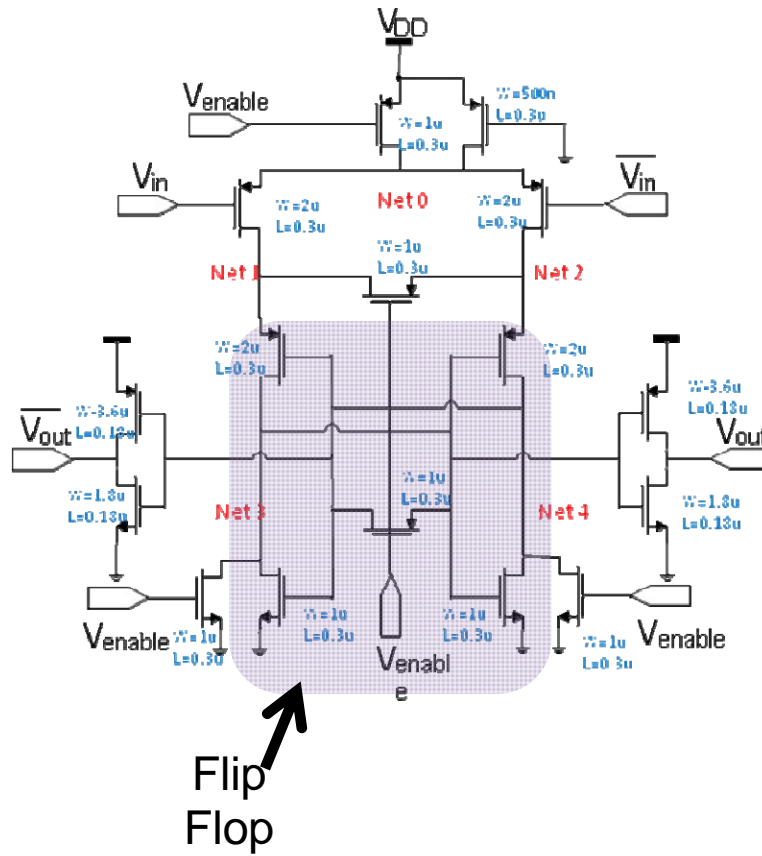 VDD
Venable
W=500n
L=0.3u
W=1u
L=0.3u
Vin
Vin
Net 0
W=2u
L=0.3u
W=2u
L=0.3u
W=1u
L=0.3u
Net 1
Net 2
W=2u
L=0.3u
W=2u
L=0.3u
W=3.6u
L=0.18u
W=3.6u
L=0.18u
Vout
Vout
W=1u
L=0.3u
W=1.8u
L=0.18u
Net 3
Net 4
W=1.8u
L=0.18u
W=1u
L=0.3u
W=1u
L=0.3u
Venable
W=1u
L=0.3u
Venabl
e
Venable
W=1u
L=0.3u
Flip
Flop